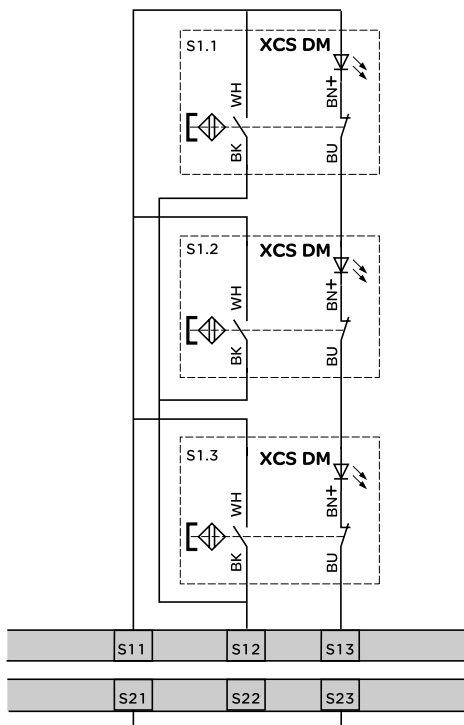 S1.1 XCS DM
WH BN+
BK BU
S1.2 XCS DM
WH BN+
BK BU
S1.3 XCS DM
WH BN+
BK BU
S11 S12 S13
S21 S22 S23